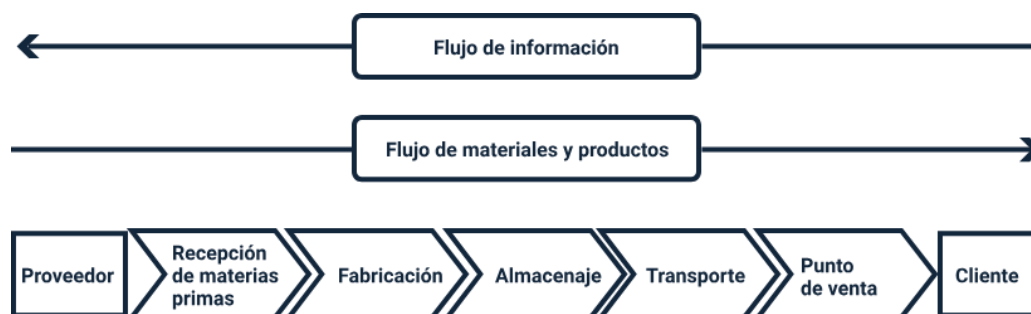 Flujo de información
Flujo de materiales y productos
Proveedor
Recepción
de materias
primas
Fabricación
Almacenaje
Transporte
Punto
de venta
Cliente